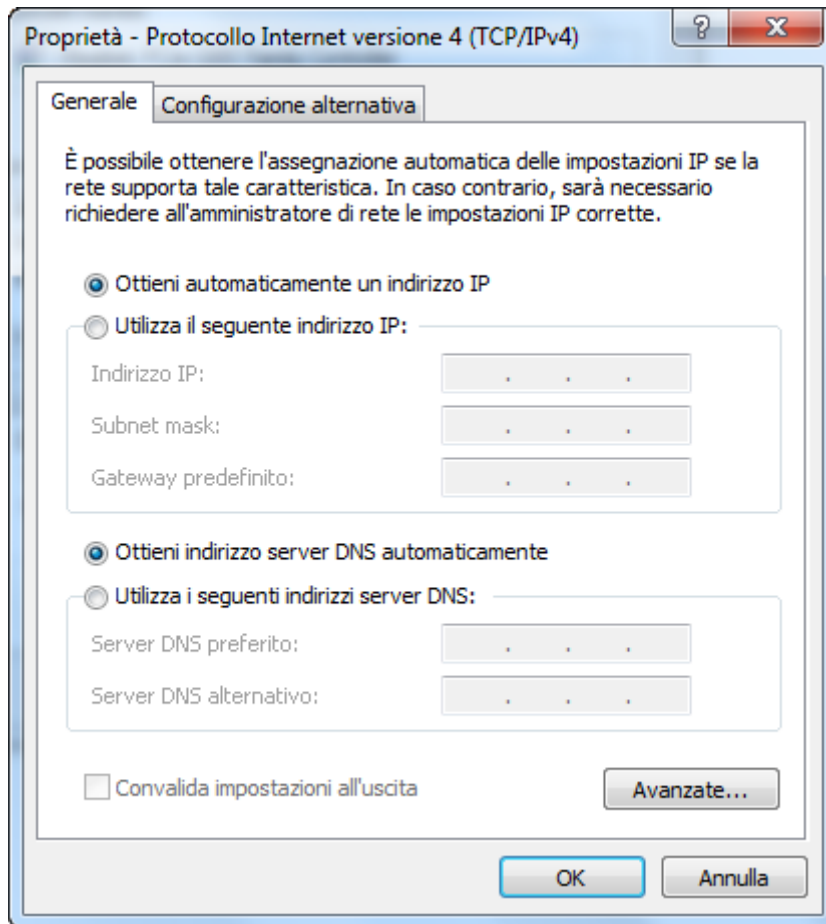 Proprietà - Protocollo Internet versione 4 (TCP/IPv4)
Generale
Configurazione alternativa
È possibile ottenere l'assegnazione automatica delle impostazioni IP se la
rete supporta tale caratteristica. In caso contrario, sarà necessario
richiedere all'amministratore di rete le impostazioni IP corrette.
Ottieni automaticamente un indirizzo IP
Utilizza il seguente indirizzo IP:
Indirizzo IP: . . .
Subnet mask: . . .
Gateway predefinito: . . .
Ottieni indirizzo server DNS automaticamente
Utilizza i seguenti indirizzi server DNS:
Server DNS preferito: . . .
Server DNS alternativo: . . .
Convalida impostazioni all'uscita
Avanzate...
OK
Annulla